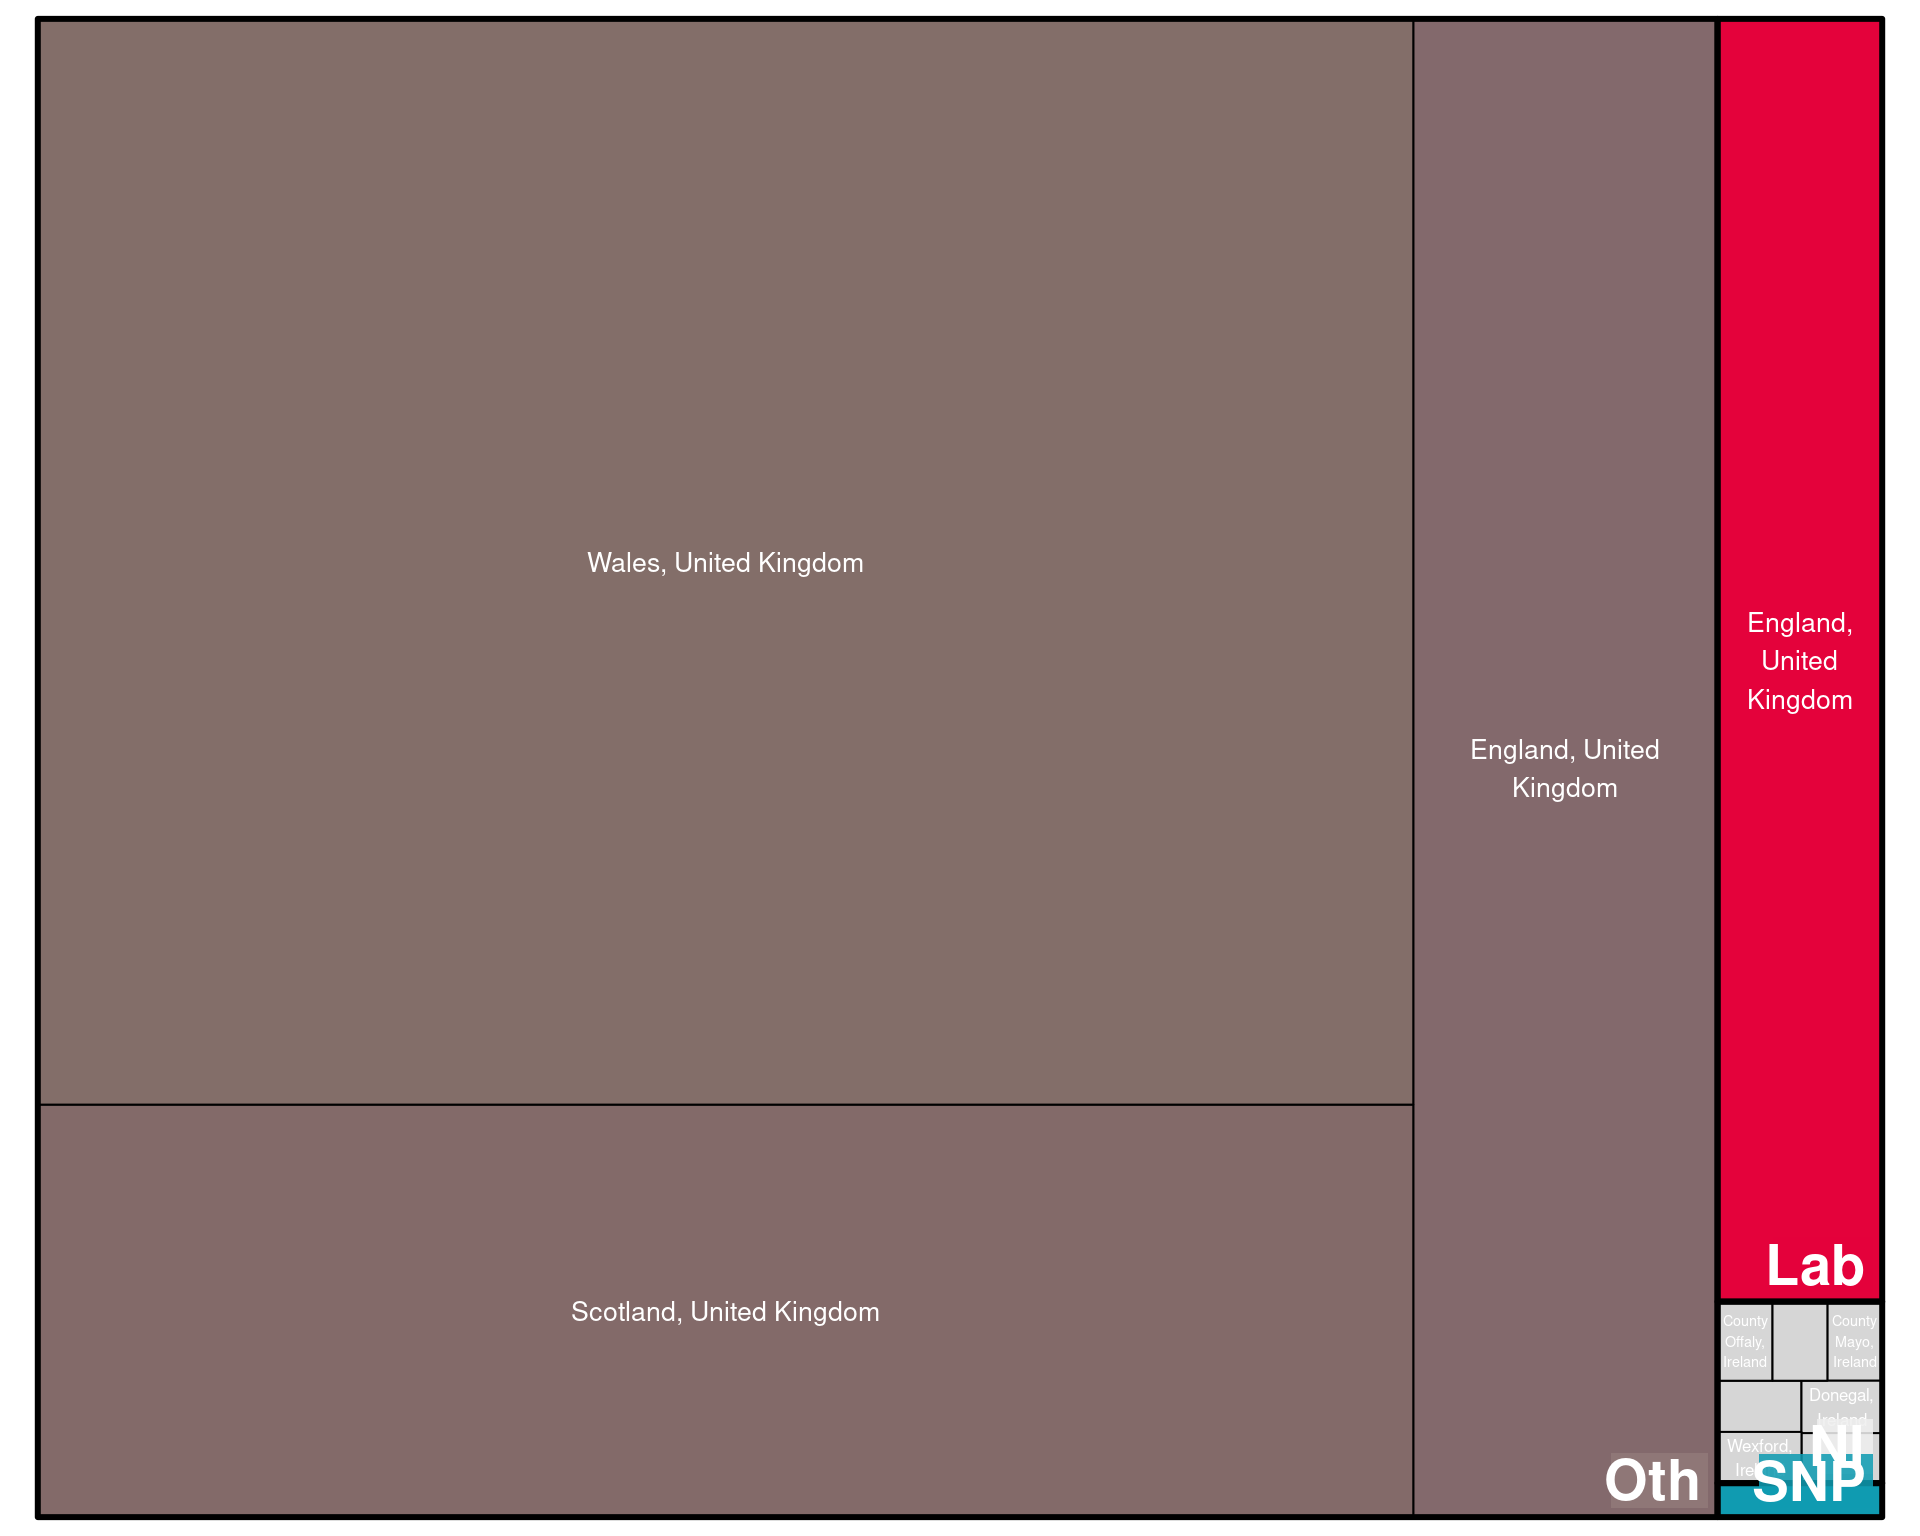 Wales, United Kingdom
Scotland, United Kingdom
England, United
Kingdom
Oth
England,
United
Kingdom
Lab
County
Offaly,
Ireland
County
Mayo,
Ireland
Donegal,
Ireland
Wexford,
NI
SNP